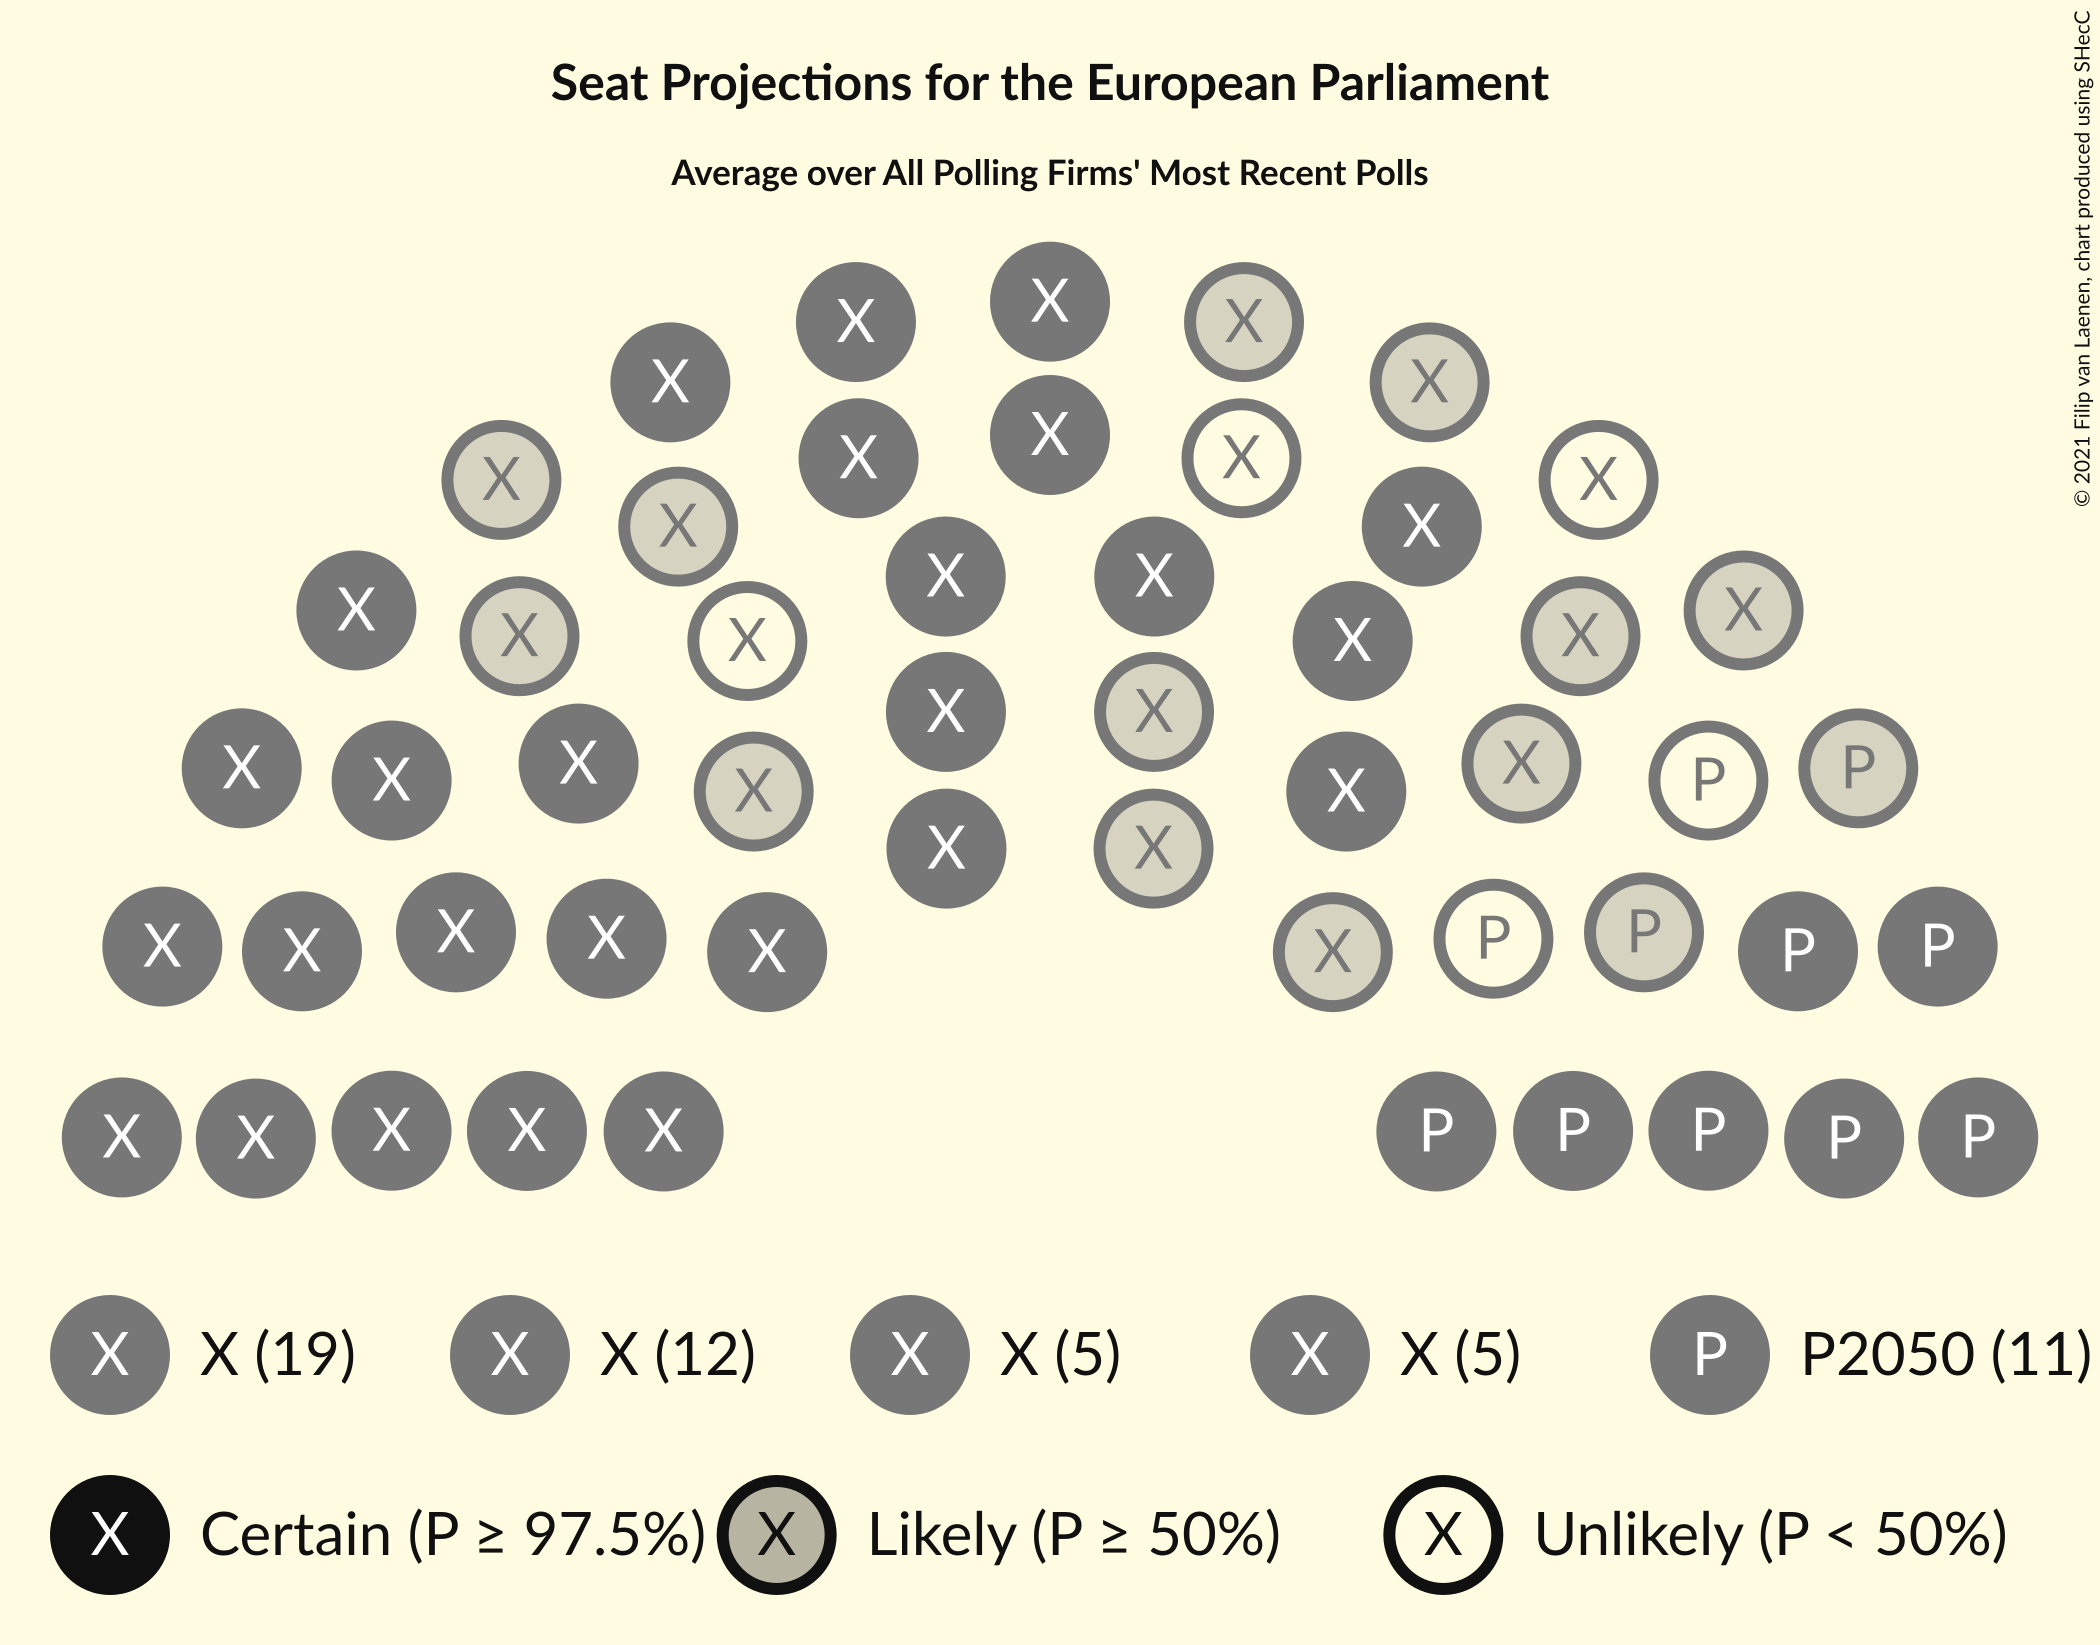 Seat Projections for the European Parliament
Average over All Polling Firms' Most Recent Polls
© 2021 Filip van Laenen, chart produced using SHecC
X X X
X X
X X X
X X
X X
X X
X X
X X X X
X X
X X X X X X P P
X X
X X X X X X P P P P
X X X X X P P P P P
X X (19) X X (12) X X (5) X X (5) P P2050 (11)
X Certain (P ≥ 97.5%) X Likely (P ≥ 50%) X Unlikely (P < 50%)